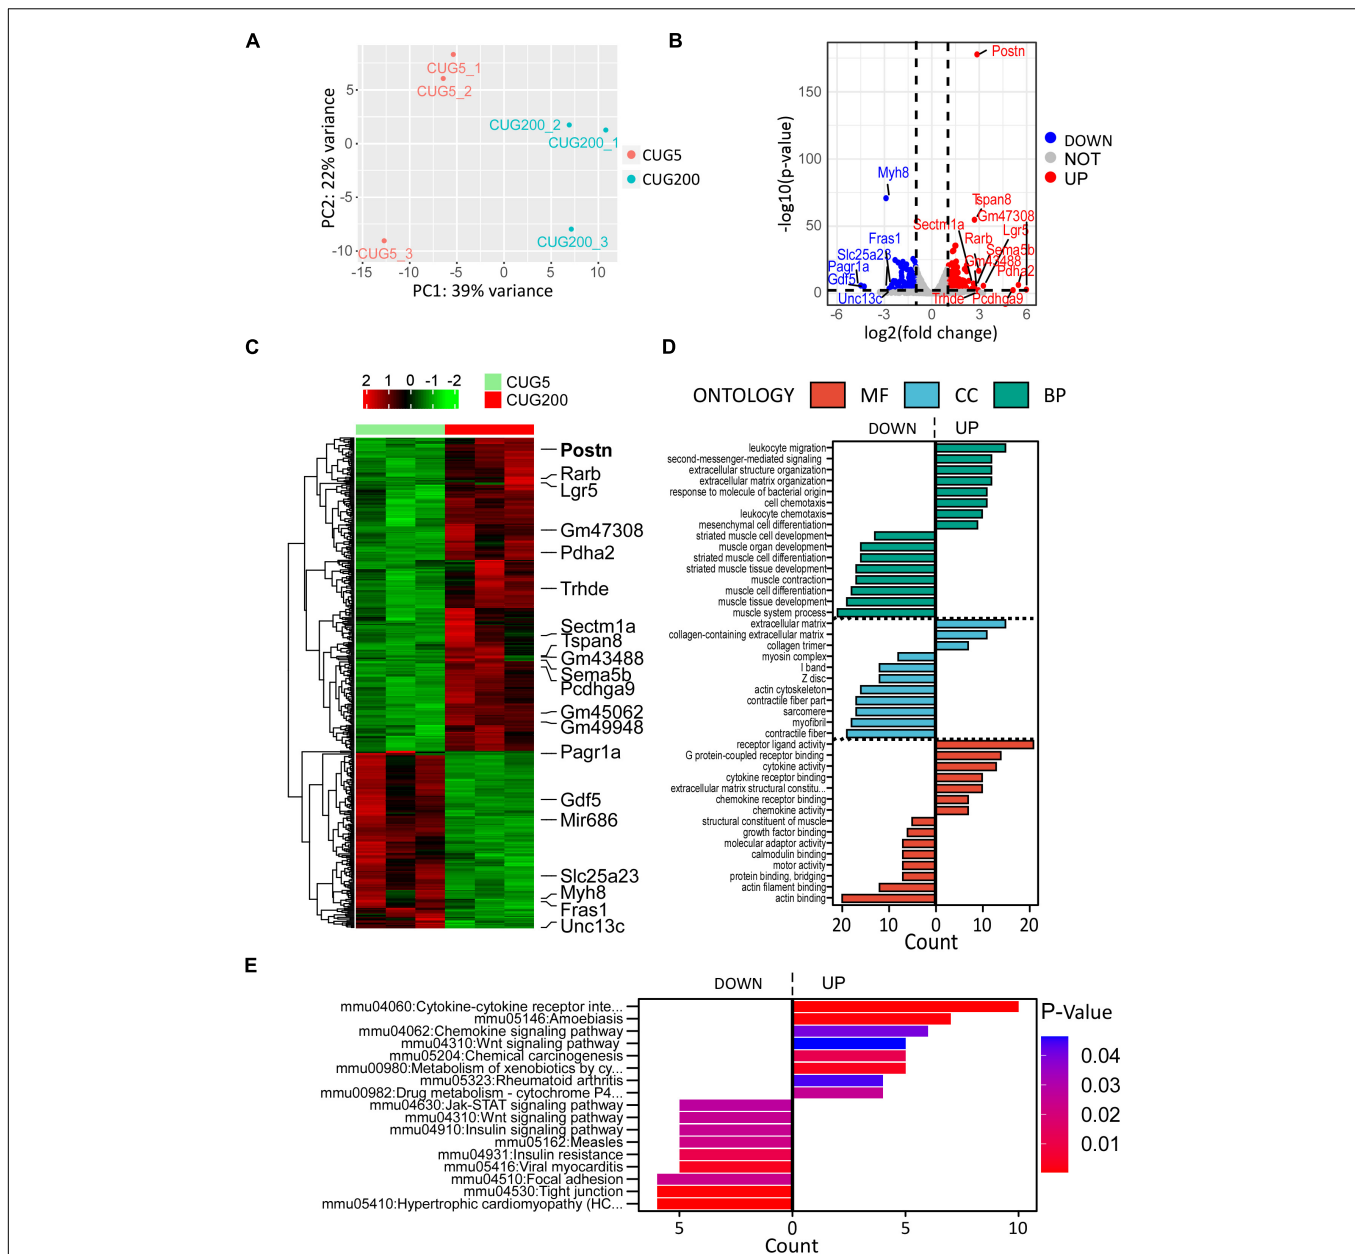 A
CUG5_1
CUG5_2
CUG200_2
CUG200_1
CUG200_3
CUG5_3
5
0
-5
-10
-15
-10
-5
0
5
10
PC1: 39% variance
PC2: 22% variance
CUG5
CUG200
B
Postn
Myh8
Tspan8
Gm47308
Sectm1a
Lgr5
Fras1
Rarb
Sema5b
Slc25a23
Gm43488
Pagr1a
Pdha2
Gdf5
Unc13c
Trhde
Pcdhga9
150
100
50
0
-6
-3
0
3
6
log2(fold change)
-log10(p-value)
DOWN
NOT
UP
C
2 1 0 -1 -2
CUG5
CUG200
Postn
Rarb
Lgr5
Gm47308
Pdha2
Trhde
Sectm1a
Tspan8
Gm43488
Sema5b
Pcdhga9
Gm45062
Gm49948
Pagr1a
Gdf5
Mir686
Slc25a23
Myh8
Fras1
Unc13c
D
ONTOLOGY MF CC BP
DOWN UP
leukocyte migration
second-messenger-mediated signaling
extracellular structure organization
extracellular matrix organization
response to molecule of bacterial origin
cell chemotaxis
leukocyte chemotaxis
mesenchymal cell differentiation
striated muscle cell development
muscle organ development
striated muscle cell differentiation
striated muscle tissue development
muscle contraction
muscle cell differentiation
muscle tissue development
muscle system process
extracellular matrix
collagen-containing extracellular matrix
collagen trimer
myosin complex
I band
Z disc
actin cytoskeleton
contractile fiber part
sarcomere
myofibril
contractile fiber
receptor ligand activity
G protein-coupled receptor binding
cytokine activity
cytokine receptor binding
extracellular matrix structural constitu...
chemokine receptor binding
chemokine activity
structural constituent of muscle
growth factor binding
molecular adaptor activity
calmodulin binding
motor activity
protein binding, bridging
actin filament binding
actin binding
20 10 0 10 20
Count
E
DOWN UP
mmu04060:Cytokine-cytokine receptor inte...
mmu05146:Amoebiasis
mmu04062:Chemokine signaling pathway
mmu04310:Wnt signaling pathway
mmu05204:Chemical carcinogenesis
mmu00980:Metabolism of xenobiotics by cy...
mmu05323:Rheumatoid arthritis
mmu00982:Drug metabolism - cytochrome P4...
mmu04630:Jak-STAT signaling pathway
mmu04310:Wnt signaling pathway
mmu04910:Insulin signaling pathway
mmu05162:Measles
mmu04931:Insulin resistance
mmu05416:Viral myocarditis
mmu04510:Focal adhesion
mmu04530:Tight junction
mmu05410:Hypertrophic cardiomyopathy (HC...
5 0 5 10
Count
P-Value
0.04
0.03
0.02
0.01